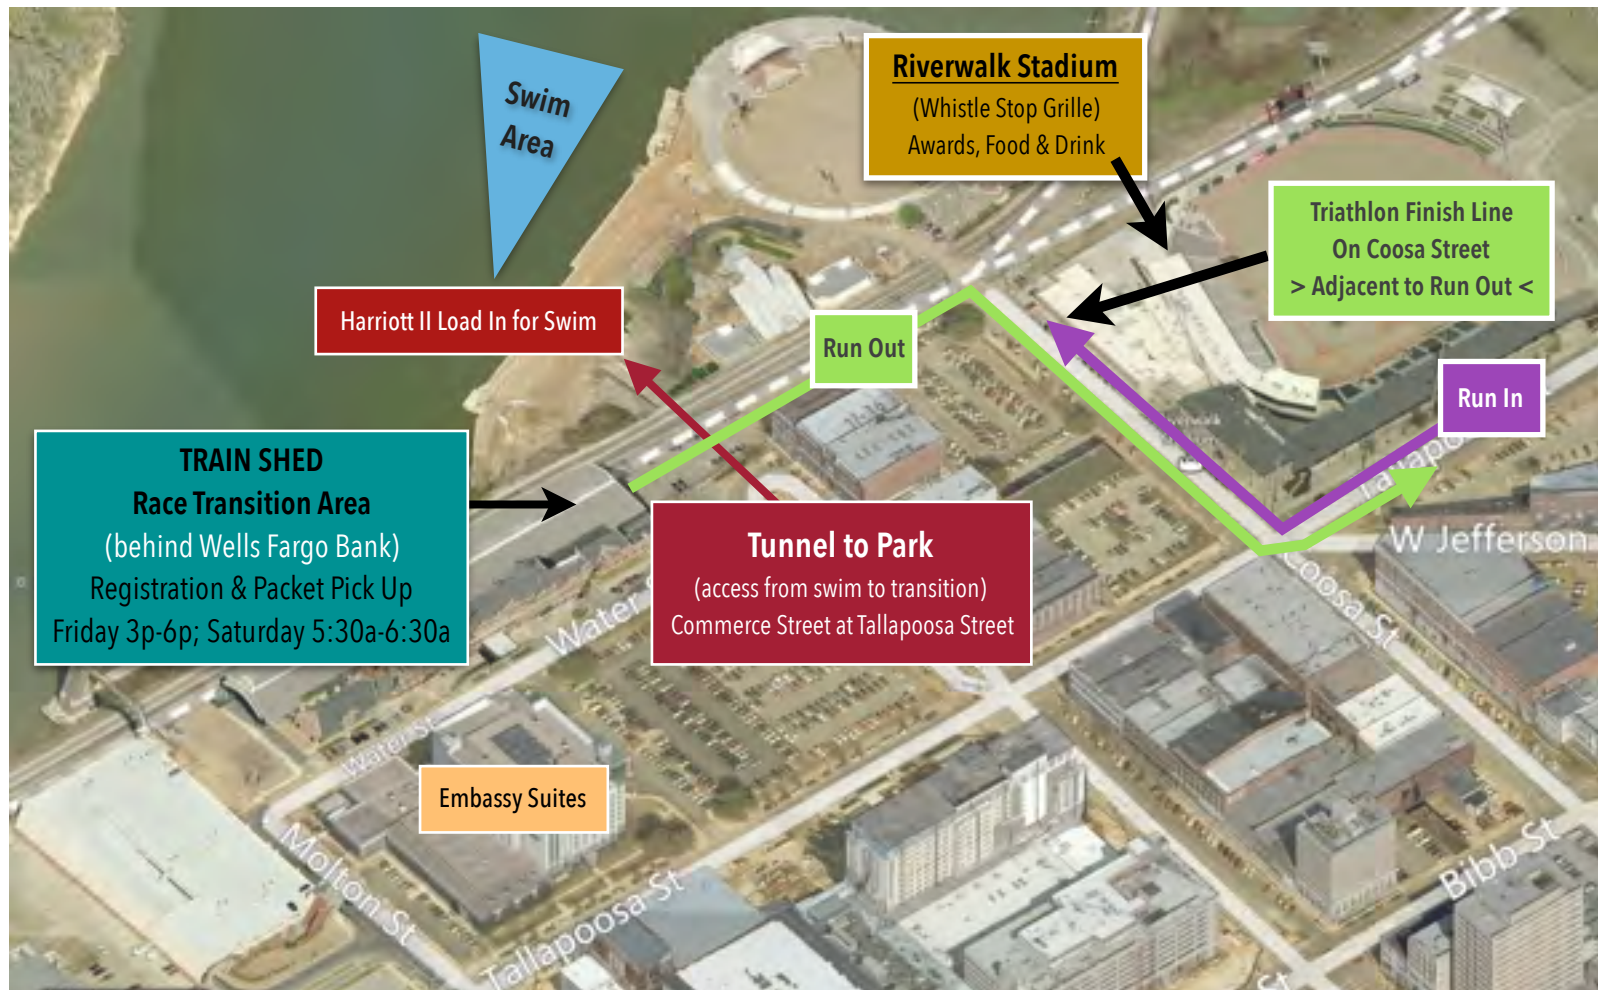 Swim
Area
Riverwalk Stadium
(Whistle Stop Grille)
Awards, Food & Drink
Triathlon Finish Line
On Coosa Street
> Adjacent to Run Out <
Harriott II Load In for Swim
Run Out
Run In
TRAIN SHED
Race Transition Area
(behind Wells Fargo Bank)
Registration & Packet Pick Up
Friday 3p-6p; Saturday 5:30a-6:30a
Tunnel to Park
(access from swim to transition)
Commerce Street at Tallapoosa Street
W Jefferson
Coosa St
Water
Water St
Embassy Suites
Molton St
Tallapoosa St
Bibb St
St